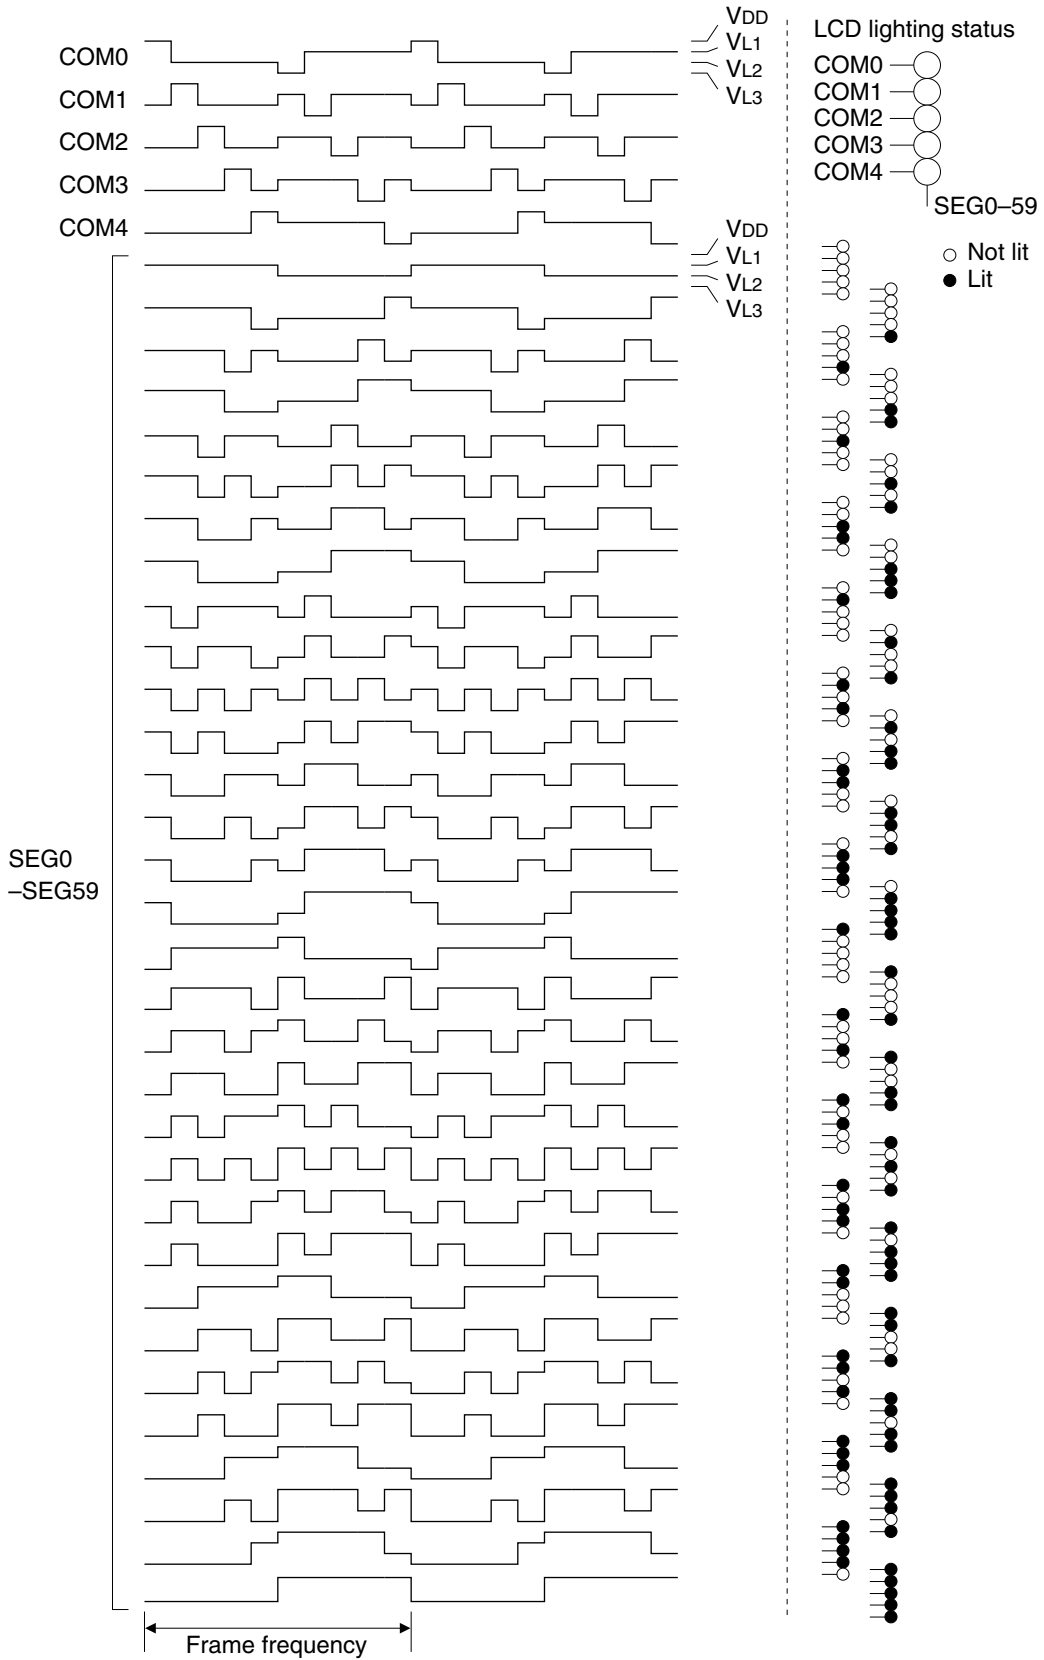 COM0
COM1
COM2
COM3
COM4
VDD
VL1
VL2
VL3
VDD
VL1
VL2
VL3
SEG0
–SEG59
Frame frequency
LCD lighting status
COM0
COM1
COM2
COM3
COM4
SEG0–59
Not lit
Lit